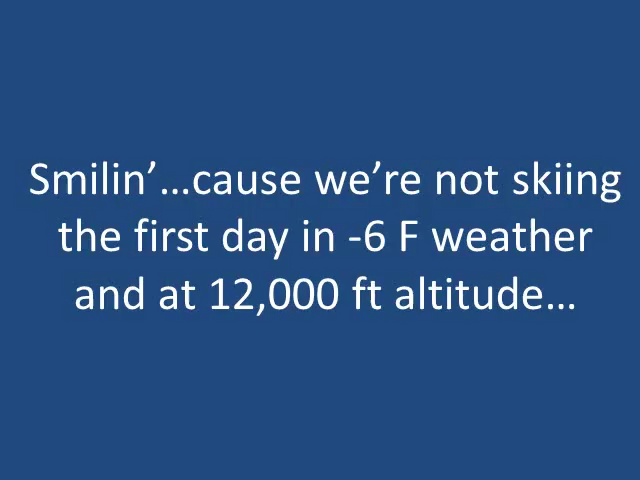 Smilin’…cause we’re not skiing
the first day in -6 F weather
and at 12,000 ft altitude…